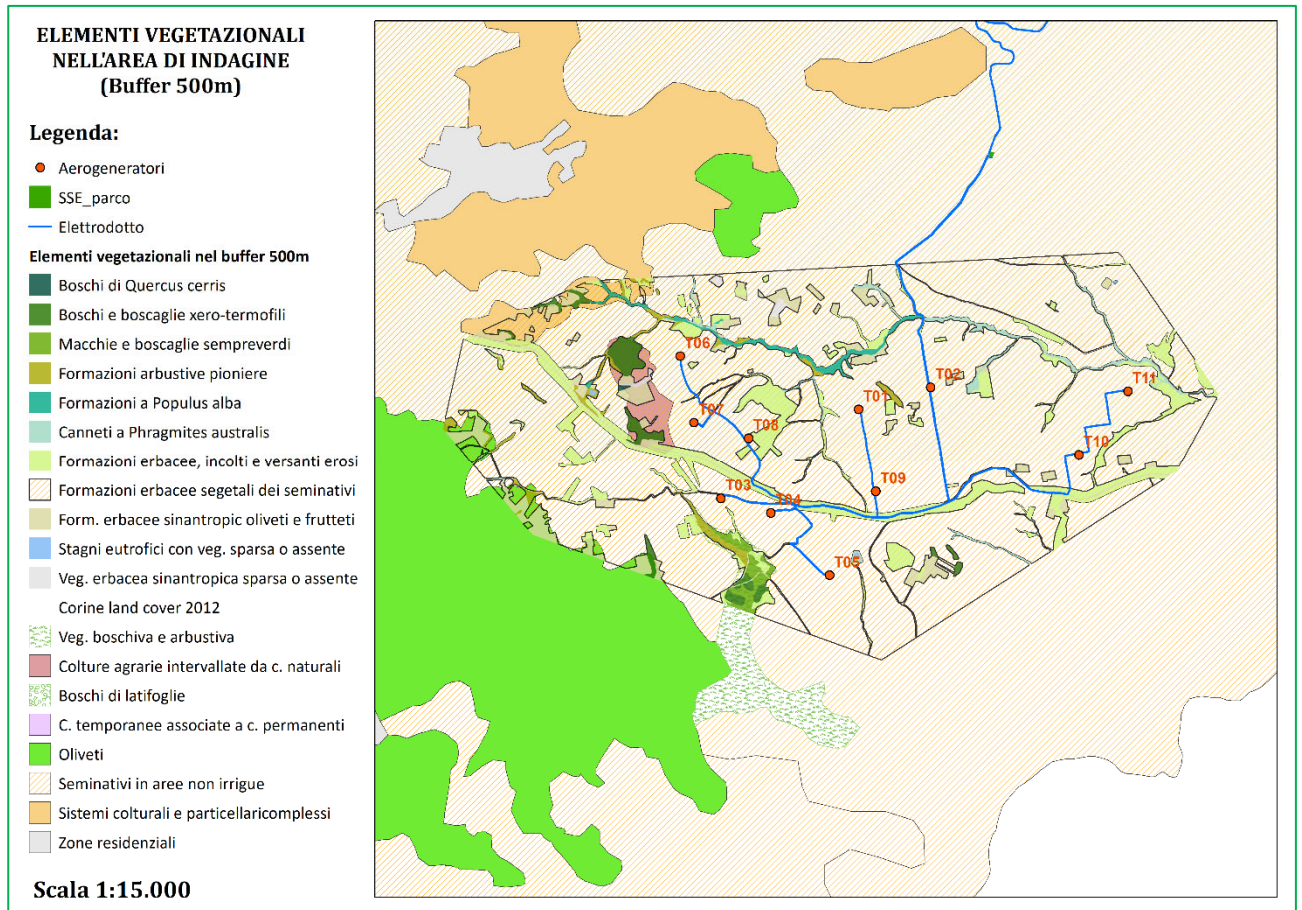 ELEMENTI VEGETAZIONALI
NELL'AREA DI INDAGINE
(Buffer 500m)
Legenda:
Aerogeneratori
SSE_parco
Elettrodotto
Elementi vegetazionali nel buffer 500m
Boschi di Quercus cerris
Boschi e boscaglie xero-termofili
Macchie e boscaglie sempreverdi
Formazioni arbustive pioniere
Formazioni a Populus alba
Canneti a Phragmites australis
Formazioni erbacee, incolti e versanti erosi
Formazioni erbacee segetali dei seminativi
Form. erbacee sinantropic oliveti e frutteti
Stagni eutrofici con veg. sparsa o assente
Veg. erbacea sinantropica sparsa o assente
Corine land cover 2012
Veg. boschiva e arbustiva
Colture agrarie intervallate da c. naturali
Boschi di latifoglie
C. temporanee associate a c. permanenti
Oliveti
Seminativi in aree non irrigue
Sistemi colturali e particellaricomplessi
Zone residenziali
Scala 1:15.000
T06
T02
T11
T01
T07
T08
T10
T09
T03
T04
T05